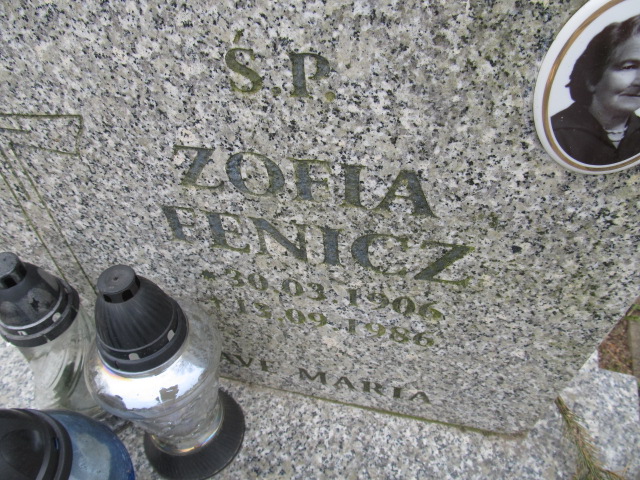 Ś.P.
ZOFIA
FENICZ
*30.03.1906
†15.09.1986
AVE MARIA